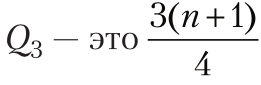 Q₃ — это 3(n+1)/4